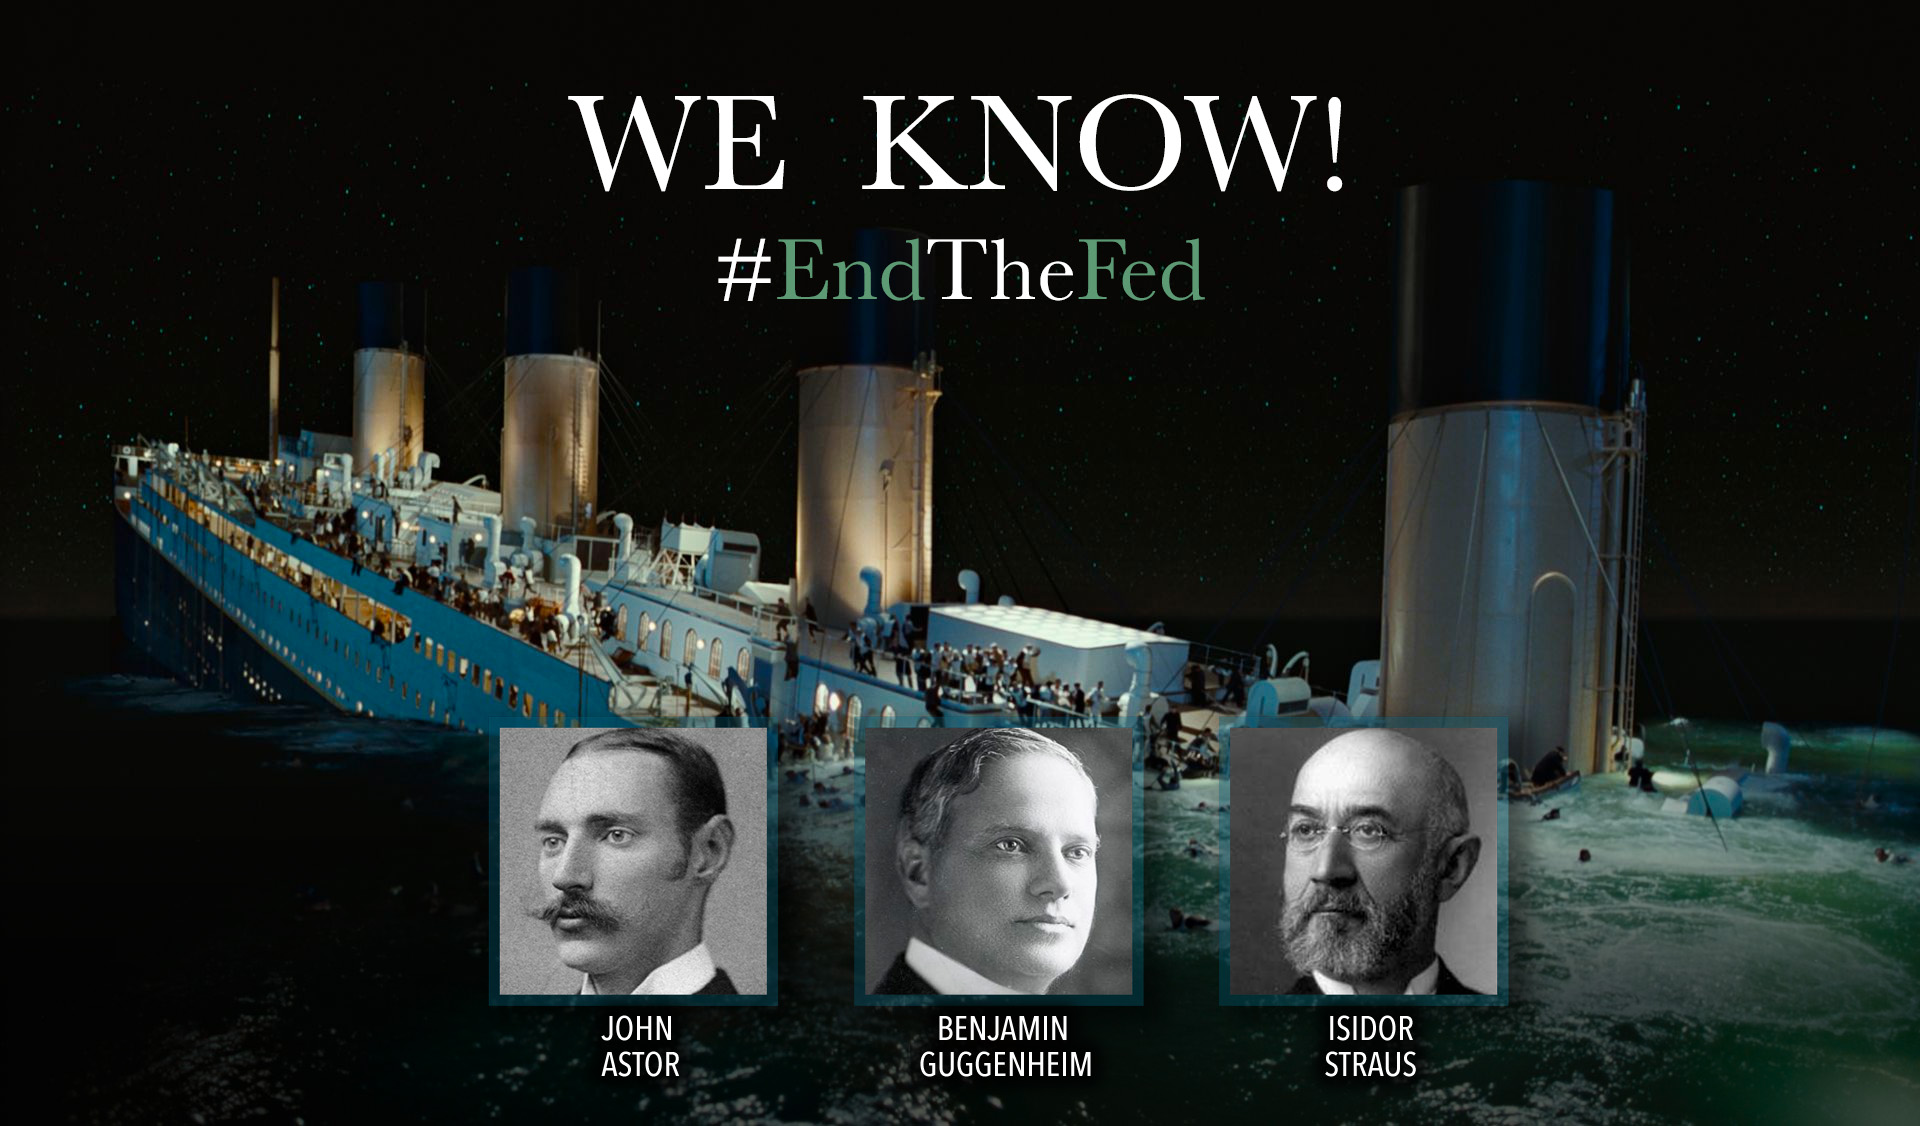 WE KNOW!
#EndTheFed
JOHN
ASTOR
BENJAMIN
GUGGENHEIM
ISIDOR
STRAUS